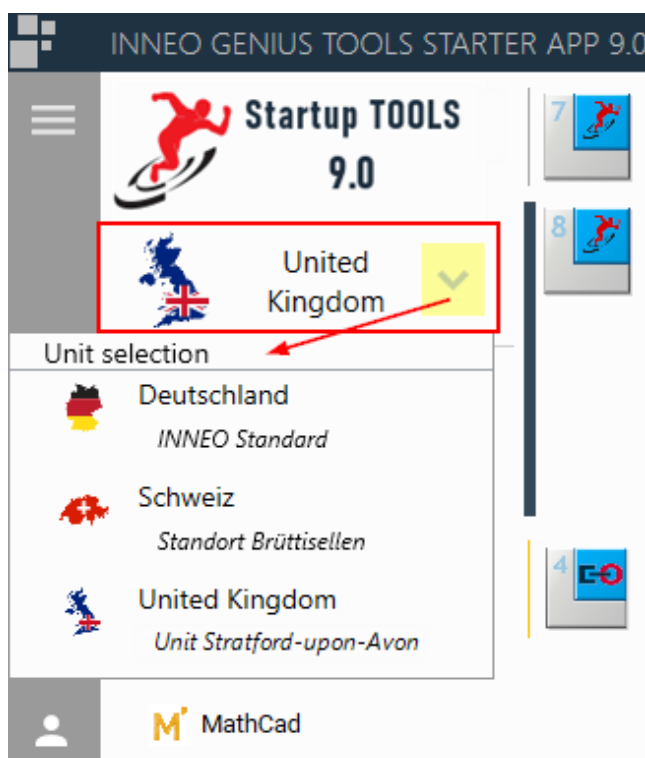 INNEO GENIUS TOOLS STARTER APP 9.0
Startup TOOLS
9.0
7
8
United
Kingdom
Unit selection
Deutschland
INNEO Standard
Schweiz
Standort Brüttisellen
United Kingdom
Unit Stratford-upon-Avon
4
M MathCad